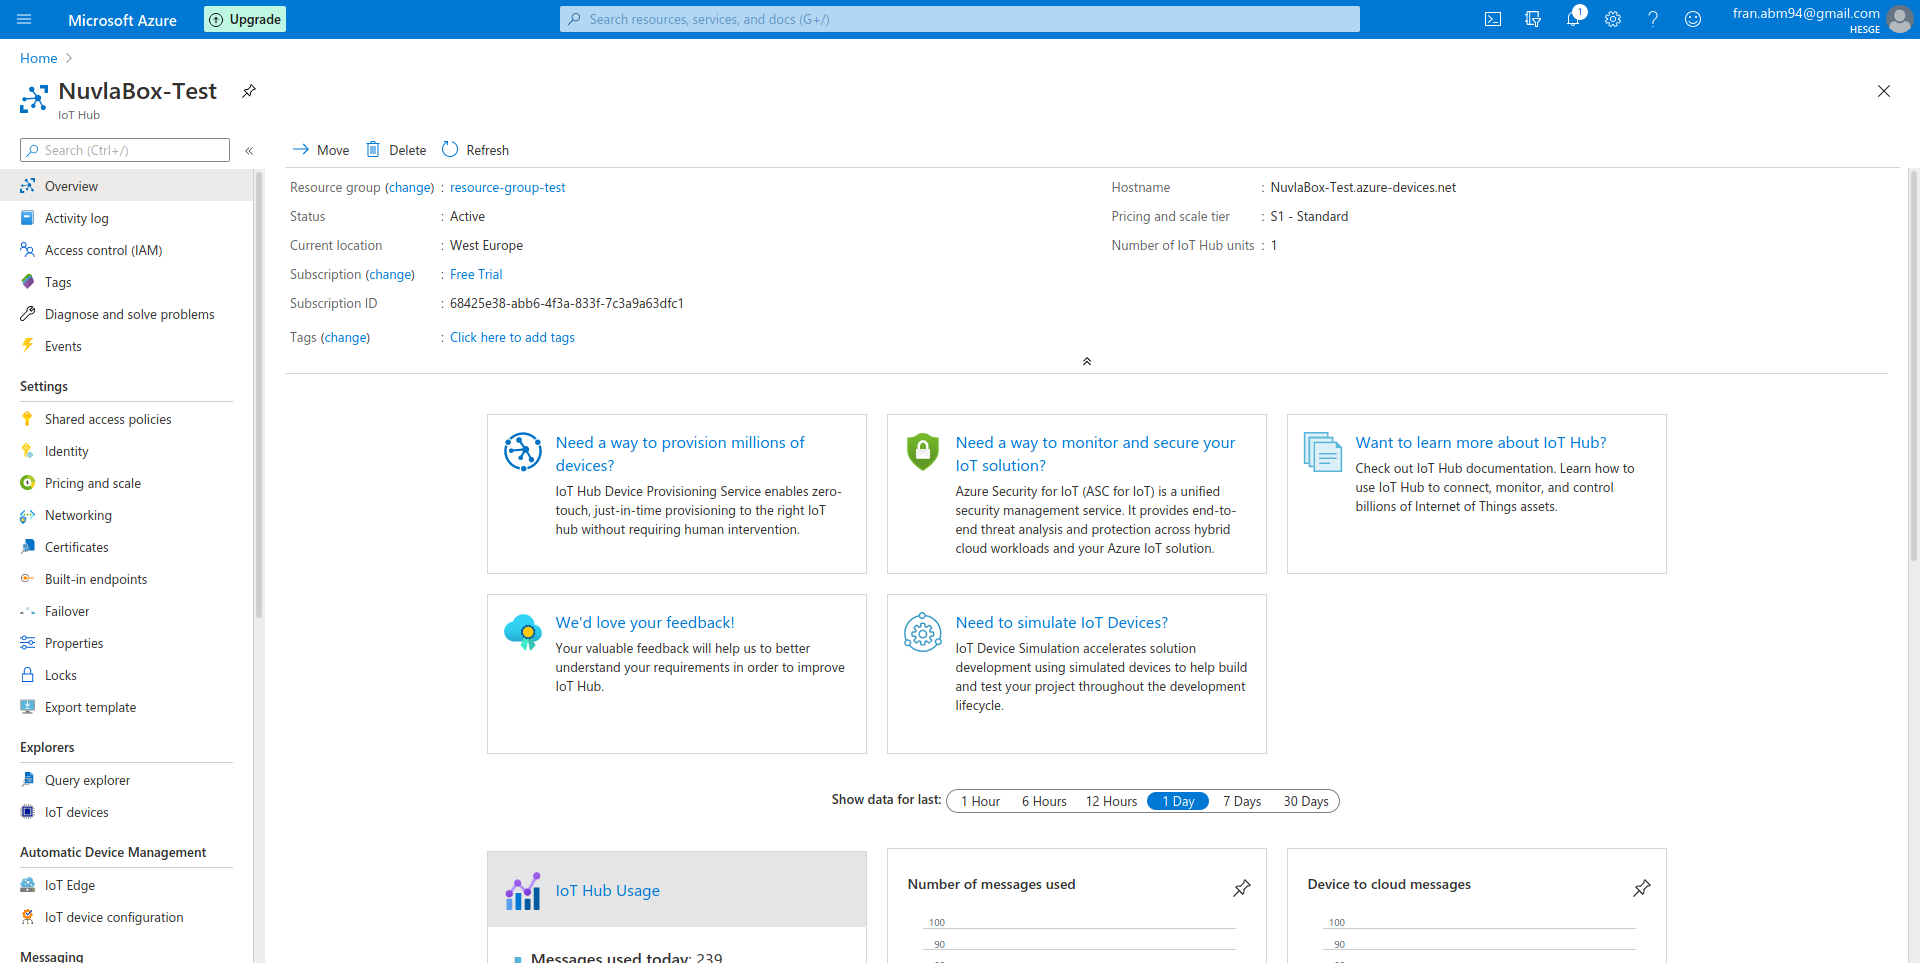 Microsoft Azure
Upgrade
Search resources, services, and docs (G+/)
1
fran.abm94@gmail.com
HESGE
Home
NuvlaBox-Test
IoT Hub
Search (Ctrl+/)
«
Overview
Activity log
Access control (IAM)
Tags
Diagnose and solve problems
Events
Settings
Shared access policies
Identity
Pricing and scale
Networking
Certificates
Built-in endpoints
Failover
Properties
Locks
Export template
Explorers
Query explorer
IoT devices
Automatic Device Management
IoT Edge
IoT device configuration
Messaging
Move
Delete
Refresh
Resource group (change) : resource-group-test
Status : Active
Current location : West Europe
Subscription (change) : Free Trial
Subscription ID : 68425e38-abb6-4f3a-833f-7c3a9a63dfc1
Tags (change) : Click here to add tags
Hostname : NuvlaBox-Test.azure-devices.net
Pricing and scale tier : S1 - Standard
Number of IoT Hub units : 1
Need a way to provision millions of
devices?
IoT Hub Device Provisioning Service enables zero-
touch, just-in-time provisioning to the right IoT
hub without requiring human intervention.
Need a way to monitor and secure your
IoT solution?
Azure Security for IoT (ASC for IoT) is a unified
security management service. It provides end-to-
end threat analysis and protection across hybrid
cloud workloads and your Azure IoT solution.
Want to learn more about IoT Hub?
Check out IoT Hub documentation. Learn how to
use IoT Hub to connect, monitor, and control
billions of Internet of Things assets.
We'd love your feedback!
Your valuable feedback will help us to better
understand your requirements in order to improve
IoT Hub.
Need to simulate IoT Devices?
IoT Device Simulation accelerates solution
development using simulated devices to help build
and test your project throughout the development
lifecycle.
Show data for last: 1 Hour 6 Hours 12 Hours 1 Day 7 Days 30 Days
IoT Hub Usage
Messages used today: 239
Number of messages used
100
90
Device to cloud messages
100
90